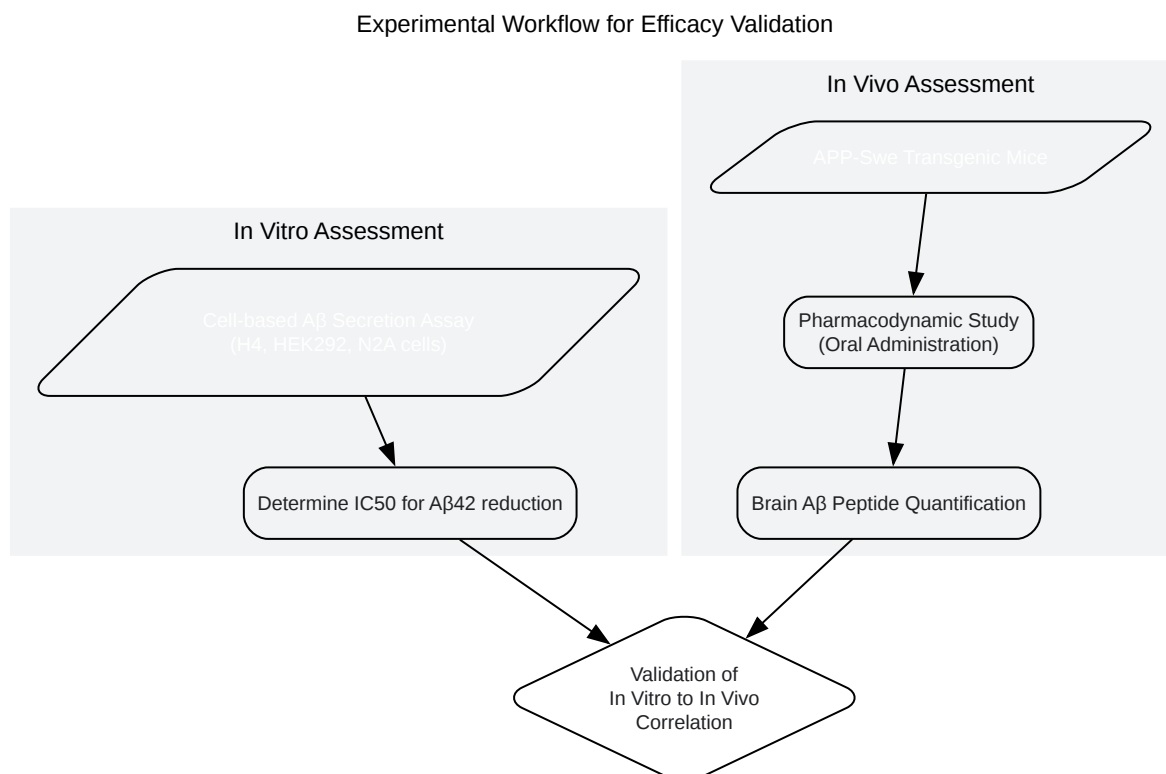 Experimental Workflow for Efficacy Validation
In Vivo Assessment
APP-Swe Transgenic Mice
In Vitro Assessment
Cell-based Aβ Secretion Assay
(H4, HEK292, N2A cells)
Pharmacodynamic Study
(Oral Administration)
Determine IC50 for Aβ42 reduction
Brain Aβ Peptide Quantification
Validation of
In Vitro to In Vivo
Correlation